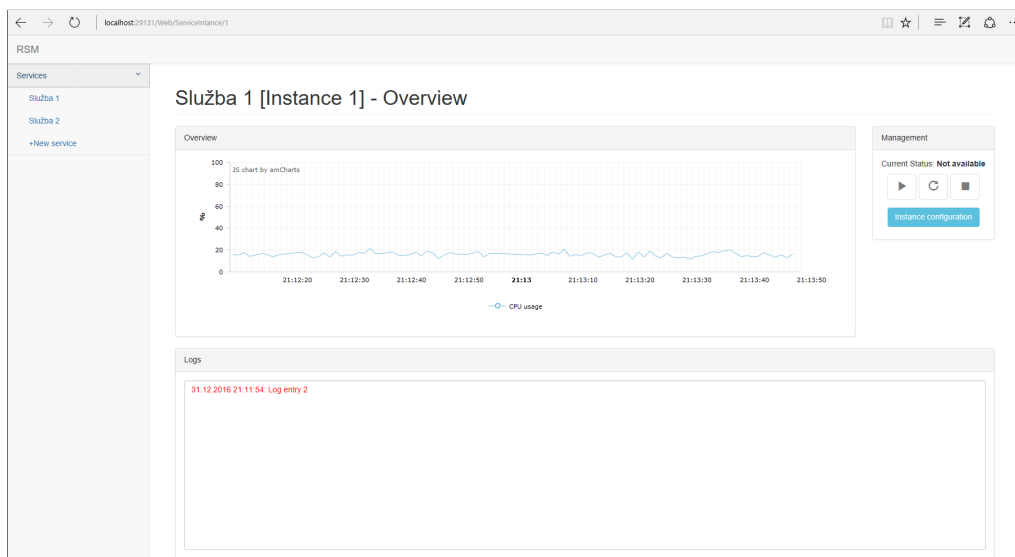 localhost:29131/Web/ServiceIntance/1
RSM
Services
Služba 1
Služba 2
+New service
Služba 1 [Instance 1] - Overview
Overview
JS chart by amCharts
100
80
60
40
20
0
%
21:12:20 21:12:30 21:12:40 21:12:50 21:13 21:13:10 21:13:20 21:13:30 21:13:40 21:13:50
CPU usage
Management
Current Status: Not available
Instance configuration
Logs
31.12.2016 21:11:54: Log entry 2